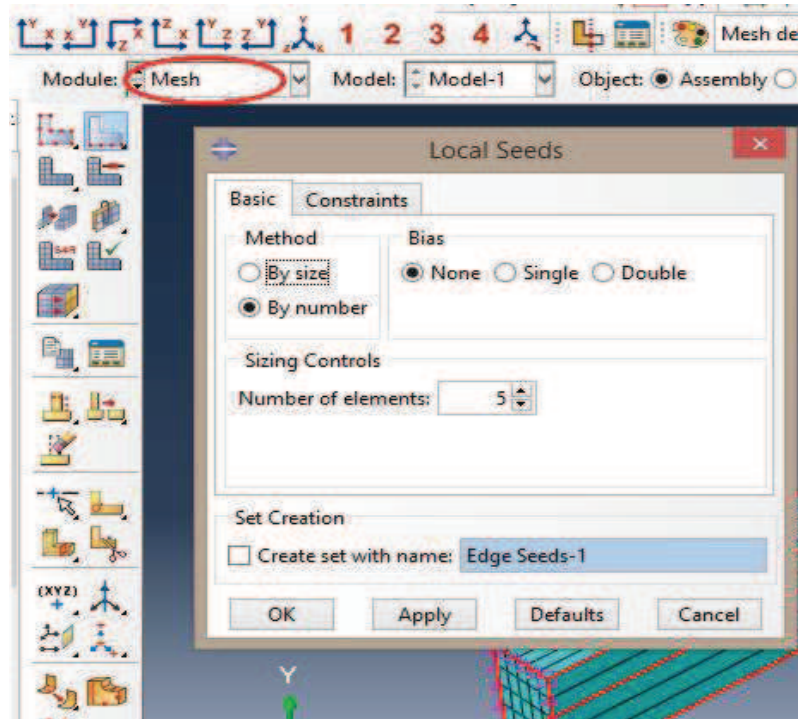 1 2 3 4 Mesh de
Module: Mesh Model: Model-1 Object: Assembly
Local Seeds
Basic Constraints
Method Bias
By size None Single Double
By number
Sizing Controls
Number of elements: 5
Set Creation
Create set with name: Edge Seeds-1
OK Apply Defaults Cancel
(XYZ)
Y